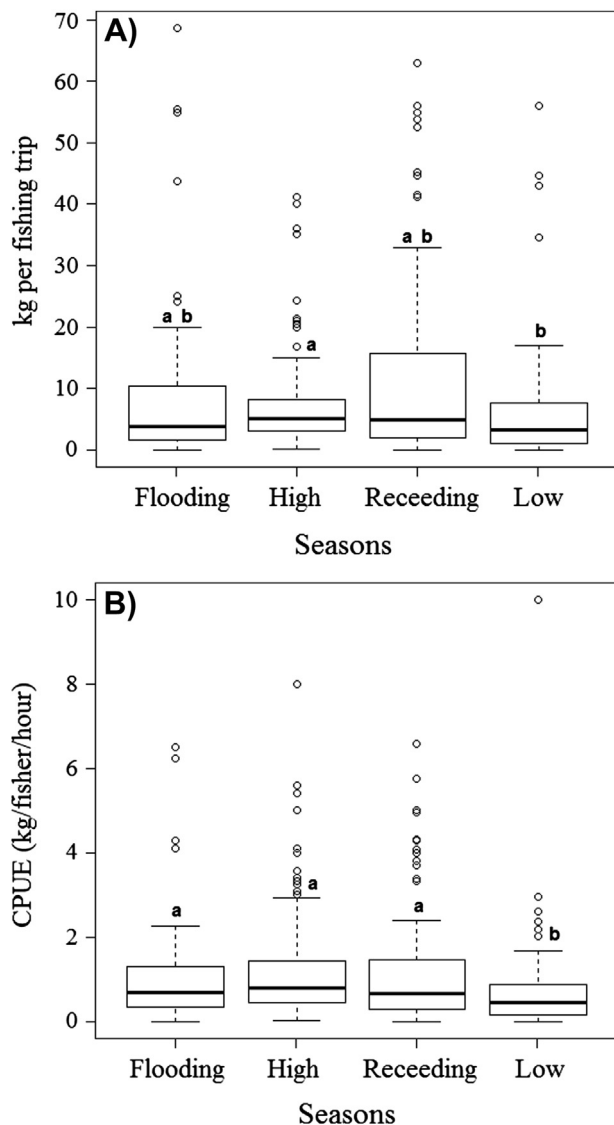 A)
70
60
50
40
30
20
10
0
kg per fishing trip
a b
a
a b
b
Flooding High Receeding Low
Seasons
B)
10
8
6
4
2
0
CPUE (kg/fisher/hour)
a
a
a
b
Flooding High Receeding Low
Seasons